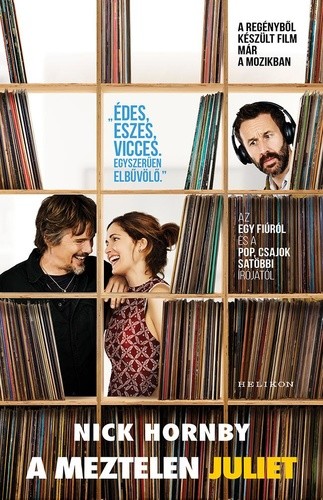 A REGÉNYBŐL
KÉSZÜLT FILM
MÁR
A MOZIKBAN
„ÉDES,
ESZES,
VICCES.
EGYSZERŰEN
ELBŰVÖLŐ.”
AZ
EGY FIÚRÓL
ÉS A
POP, CSAJOK
SATÖBBI
ÍRÓJÁTÓL
HELIKON
NICK HORNBY
A MEZTELEN JULIET